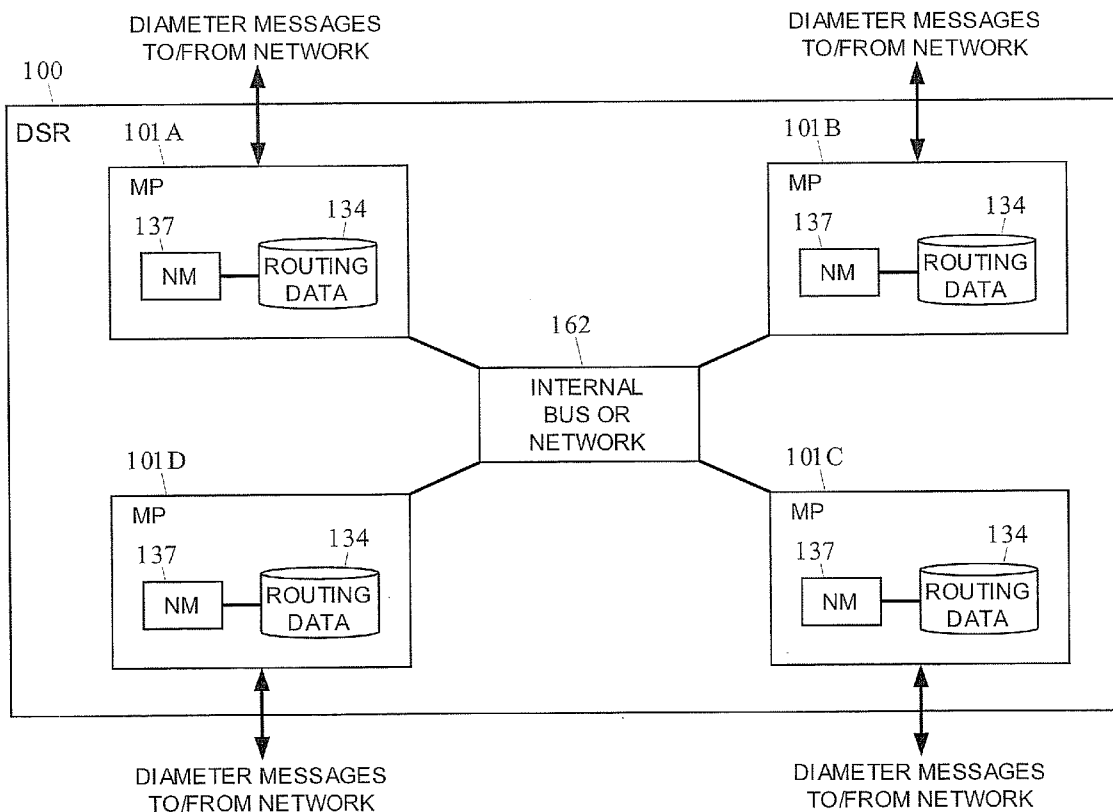 DIAMETER MESSAGES
TO/FROM NETWORK
DIAMETER MESSAGES
TO/FROM NETWORK
100
DSR
101A
MP
137
134
NM
ROUTING
DATA
101B
MP
137
134
NM
ROUTING
DATA
162
INTERNAL
BUS OR
NETWORK
101D
MP
137
134
NM
ROUTING
DATA
101C
MP
137
134
NM
ROUTING
DATA
DIAMETER MESSAGES
TO/FROM NETWORK
DIAMETER MESSAGES
TO/FROM NETWORK